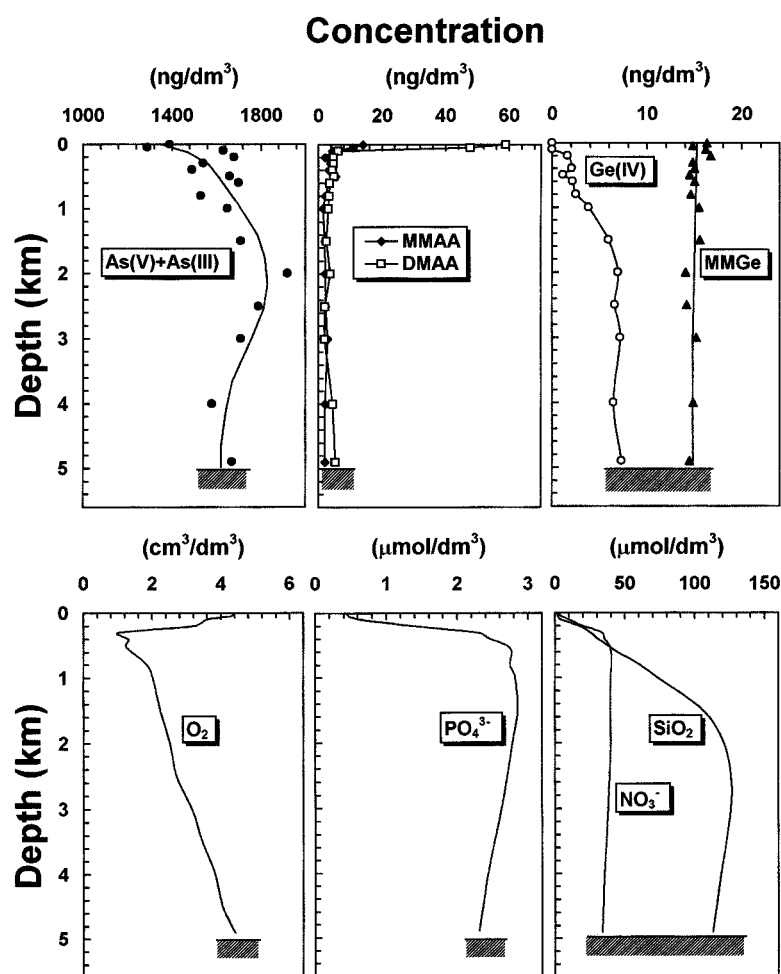 Concentration
(ng/dm³) (ng/dm³) (ng/dm³)
1000 1400 1800 0 20 40 60 0 10 20
Depth (km)
0
1
2
3
4
5
As(V)+As(III)
MMAA
DMAA
Ge(IV)
MMGe
(cm³/dm³) (μmol/dm³) (μmol/dm³)
0 2 4 6 0 1 2 3 0 50 100 150
Depth (km)
0
1
2
3
4
5
O₂
PO₄³⁻
SiO₂
NO₃⁻